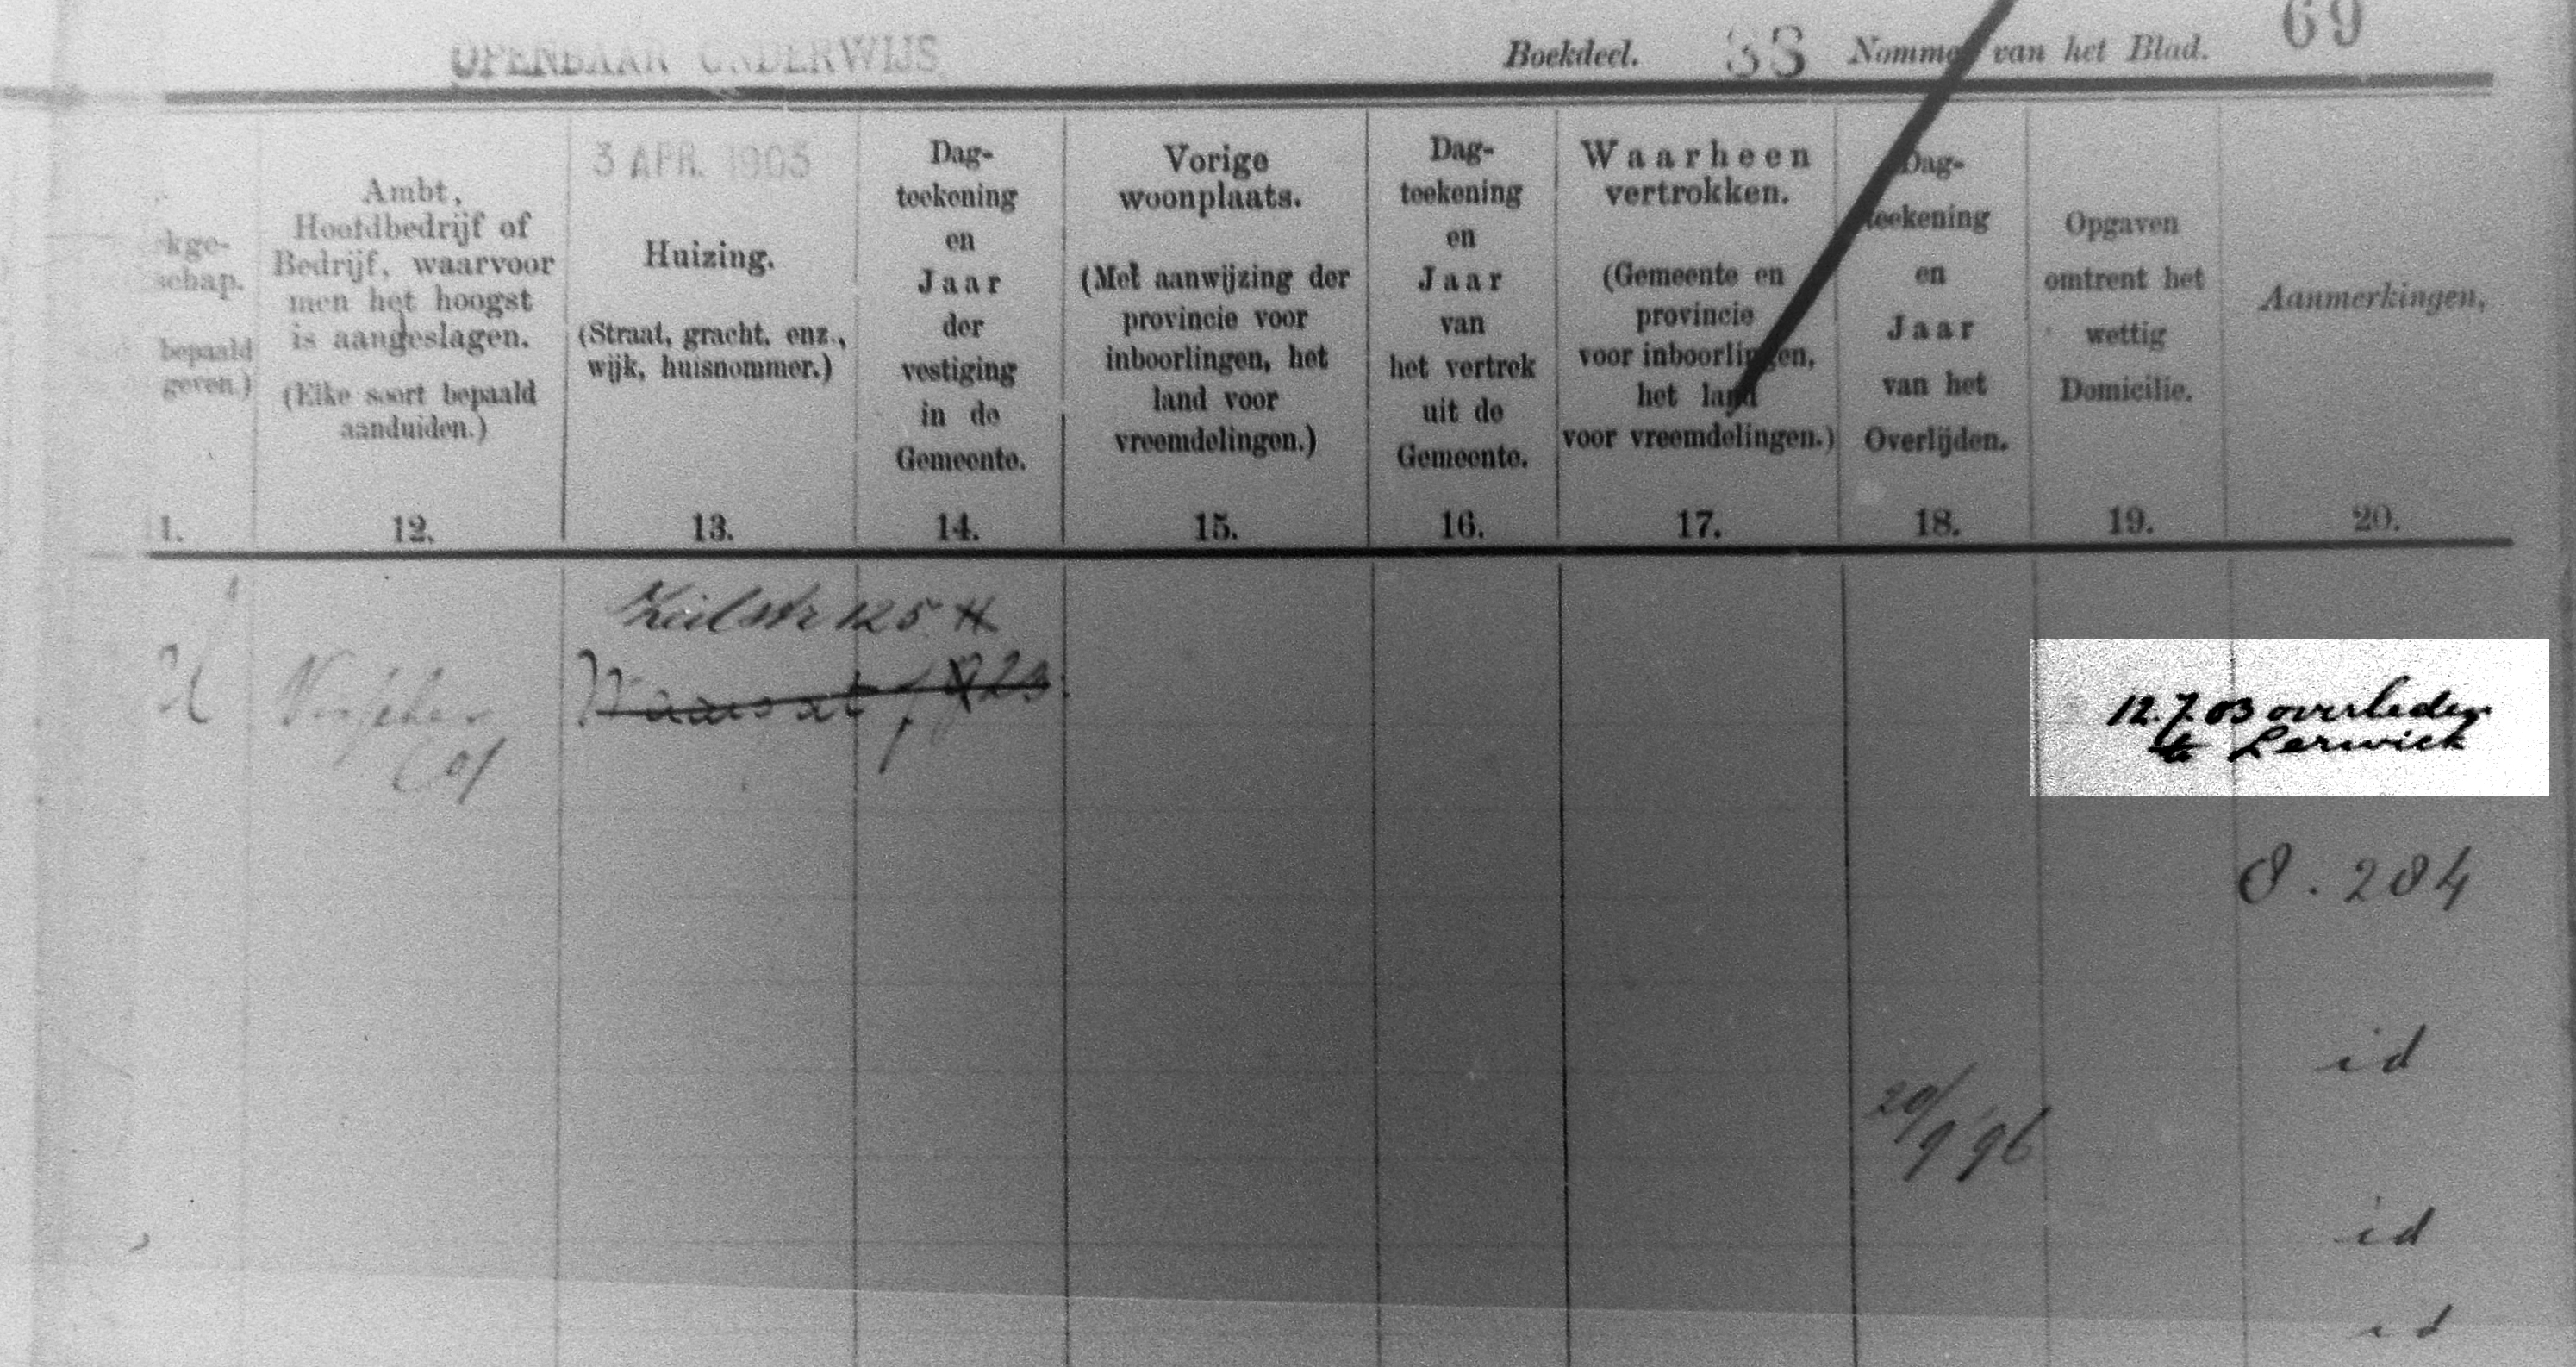 OPENBAAR ONDERWIJS
Boekdeel. 33 Nommer van het Blad. 69
kge-
schap.
bepaald
geven.)
1.
Ambt,
Hoofdbedrijf of
Bedrijf, waarvoor
men het hoogst
is aangeslagen.
(Elke soort bepaald
aanduiden.)
12.
3 APR. 1903
Huizing.
(Straat, gracht, enz.,
wijk, huisnommer.)
13.
Dag-
teekening
en
Jaar
der
vestiging
in de
Gemeente.
14.
Vorige
woonplaats.
(Met aanwijzing der
provincie voor
inboorlingen, het
land voor
vreemdelingen.)
15.
Dag-
teekening
en
Jaar
van
het vertrek
uit de
Gemeente.
16.
Waarheen
vertrokken.
(Gemeente en
provincie
voor inboorlingen,
het land
voor vreemdelingen.)
17.
Dag-
teekening
en
Jaar
van het
Overlijden.
18.
Opgaven
omtrent het
wettig
Domicilie.
19.
Aanmerkingen,
20.
Zeilstr 125 H
Visscher
12.7.03 overleden
te Lerwick
8.284
id
20/9 96
id
id